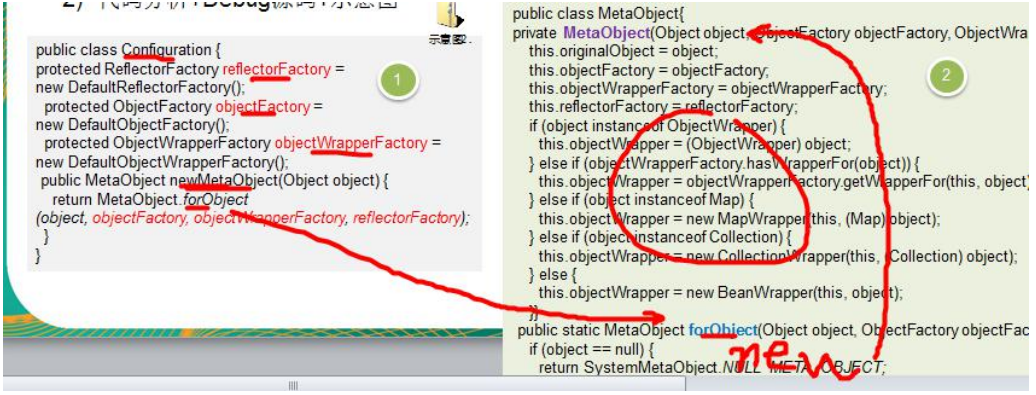 2) 代码分析+Debug源码+示意图
示意图2.
public class Configuration {
protected ReflectorFactory reflectorFactory =
new DefaultReflectorFactory();
protected ObjectFactory objectFactory =
new DefaultObjectFactory();
protected ObjectWrapperFactory objectWrapperFactory =
new DefaultObjectWrapperFactory();
public MetaObject newMetaObject(Object object) {
return MetaObject.forObject
(object, objectFactory, objectWrapperFactory, reflectorFactory);
}
}
1
public class MetaObject{
private MetaObject(Object object, ObjectFactory objectFactory, ObjectWra
this.originalObject = object;
this.objectFactory = objectFactory;
this.objectWrapperFactory = objectWrapperFactory;
this.reflectorFactory = reflectorFactory;
if (object instanceof ObjectWrapper) {
this.objectWrapper = (ObjectWrapper) object;
} else if (objectWrapperFactory.hasWrapperFor(object)) {
this.objectWrapper = objectWrapperFactory.getWrapperFor(this, object)
} else if (object instanceof Map) {
this.objectWrapper = new MapWrapper(this, (Map) object);
} else if (object instanceof Collection) {
this.objectWrapper = new CollectionWrapper(this, (Collection) object);
} else {
this.objectWrapper = new BeanWrapper(this, object);
}}
public static MetaObject forObject(Object object, ObjectFactory objectFac
if (object == null) {
return SystemMetaObject.NULL_META_OBJECT;
2
new